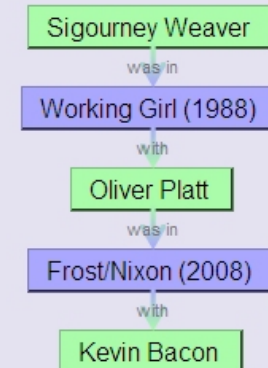 Sigourney Weaver
was in
Working Girl (1988)
with
Oliver Platt
was in
Frost/Nixon (2008)
with
Kevin Bacon